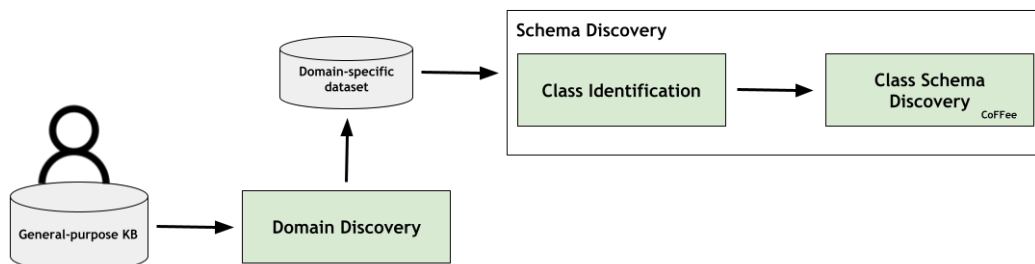 General-purpose KB
Domain Discovery
Domain-specific
dataset
Schema Discovery
Class Identification
Class Schema
Discovery
CoFFee